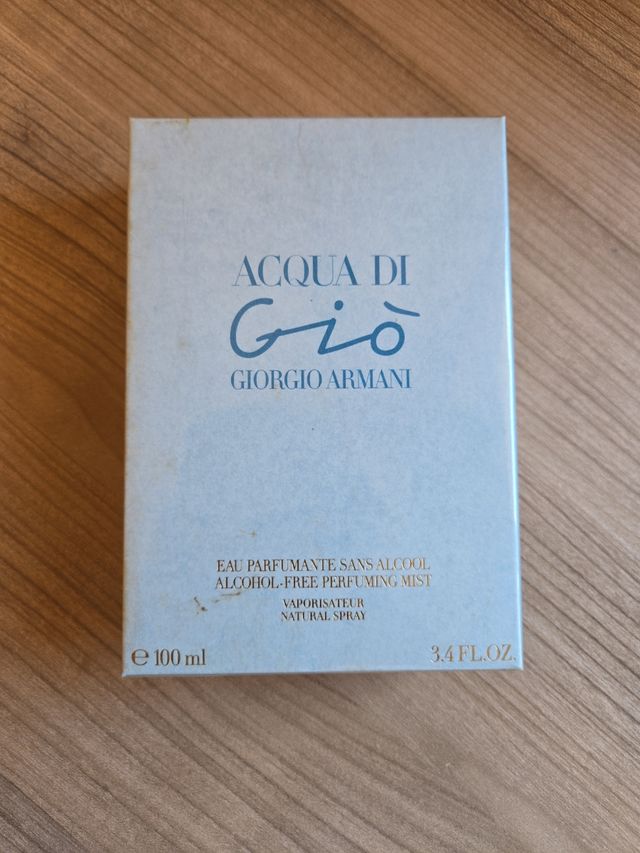 ACQUA DI
Giò
GIORGIO ARMANI
EAU PARFUMANTE SANS ALCOOL
ALCOHOL-FREE PERFUMING MIST
VAPORISATEUR
NATURAL SPRAY
℮ 100 ml 3.4 FL.OZ.